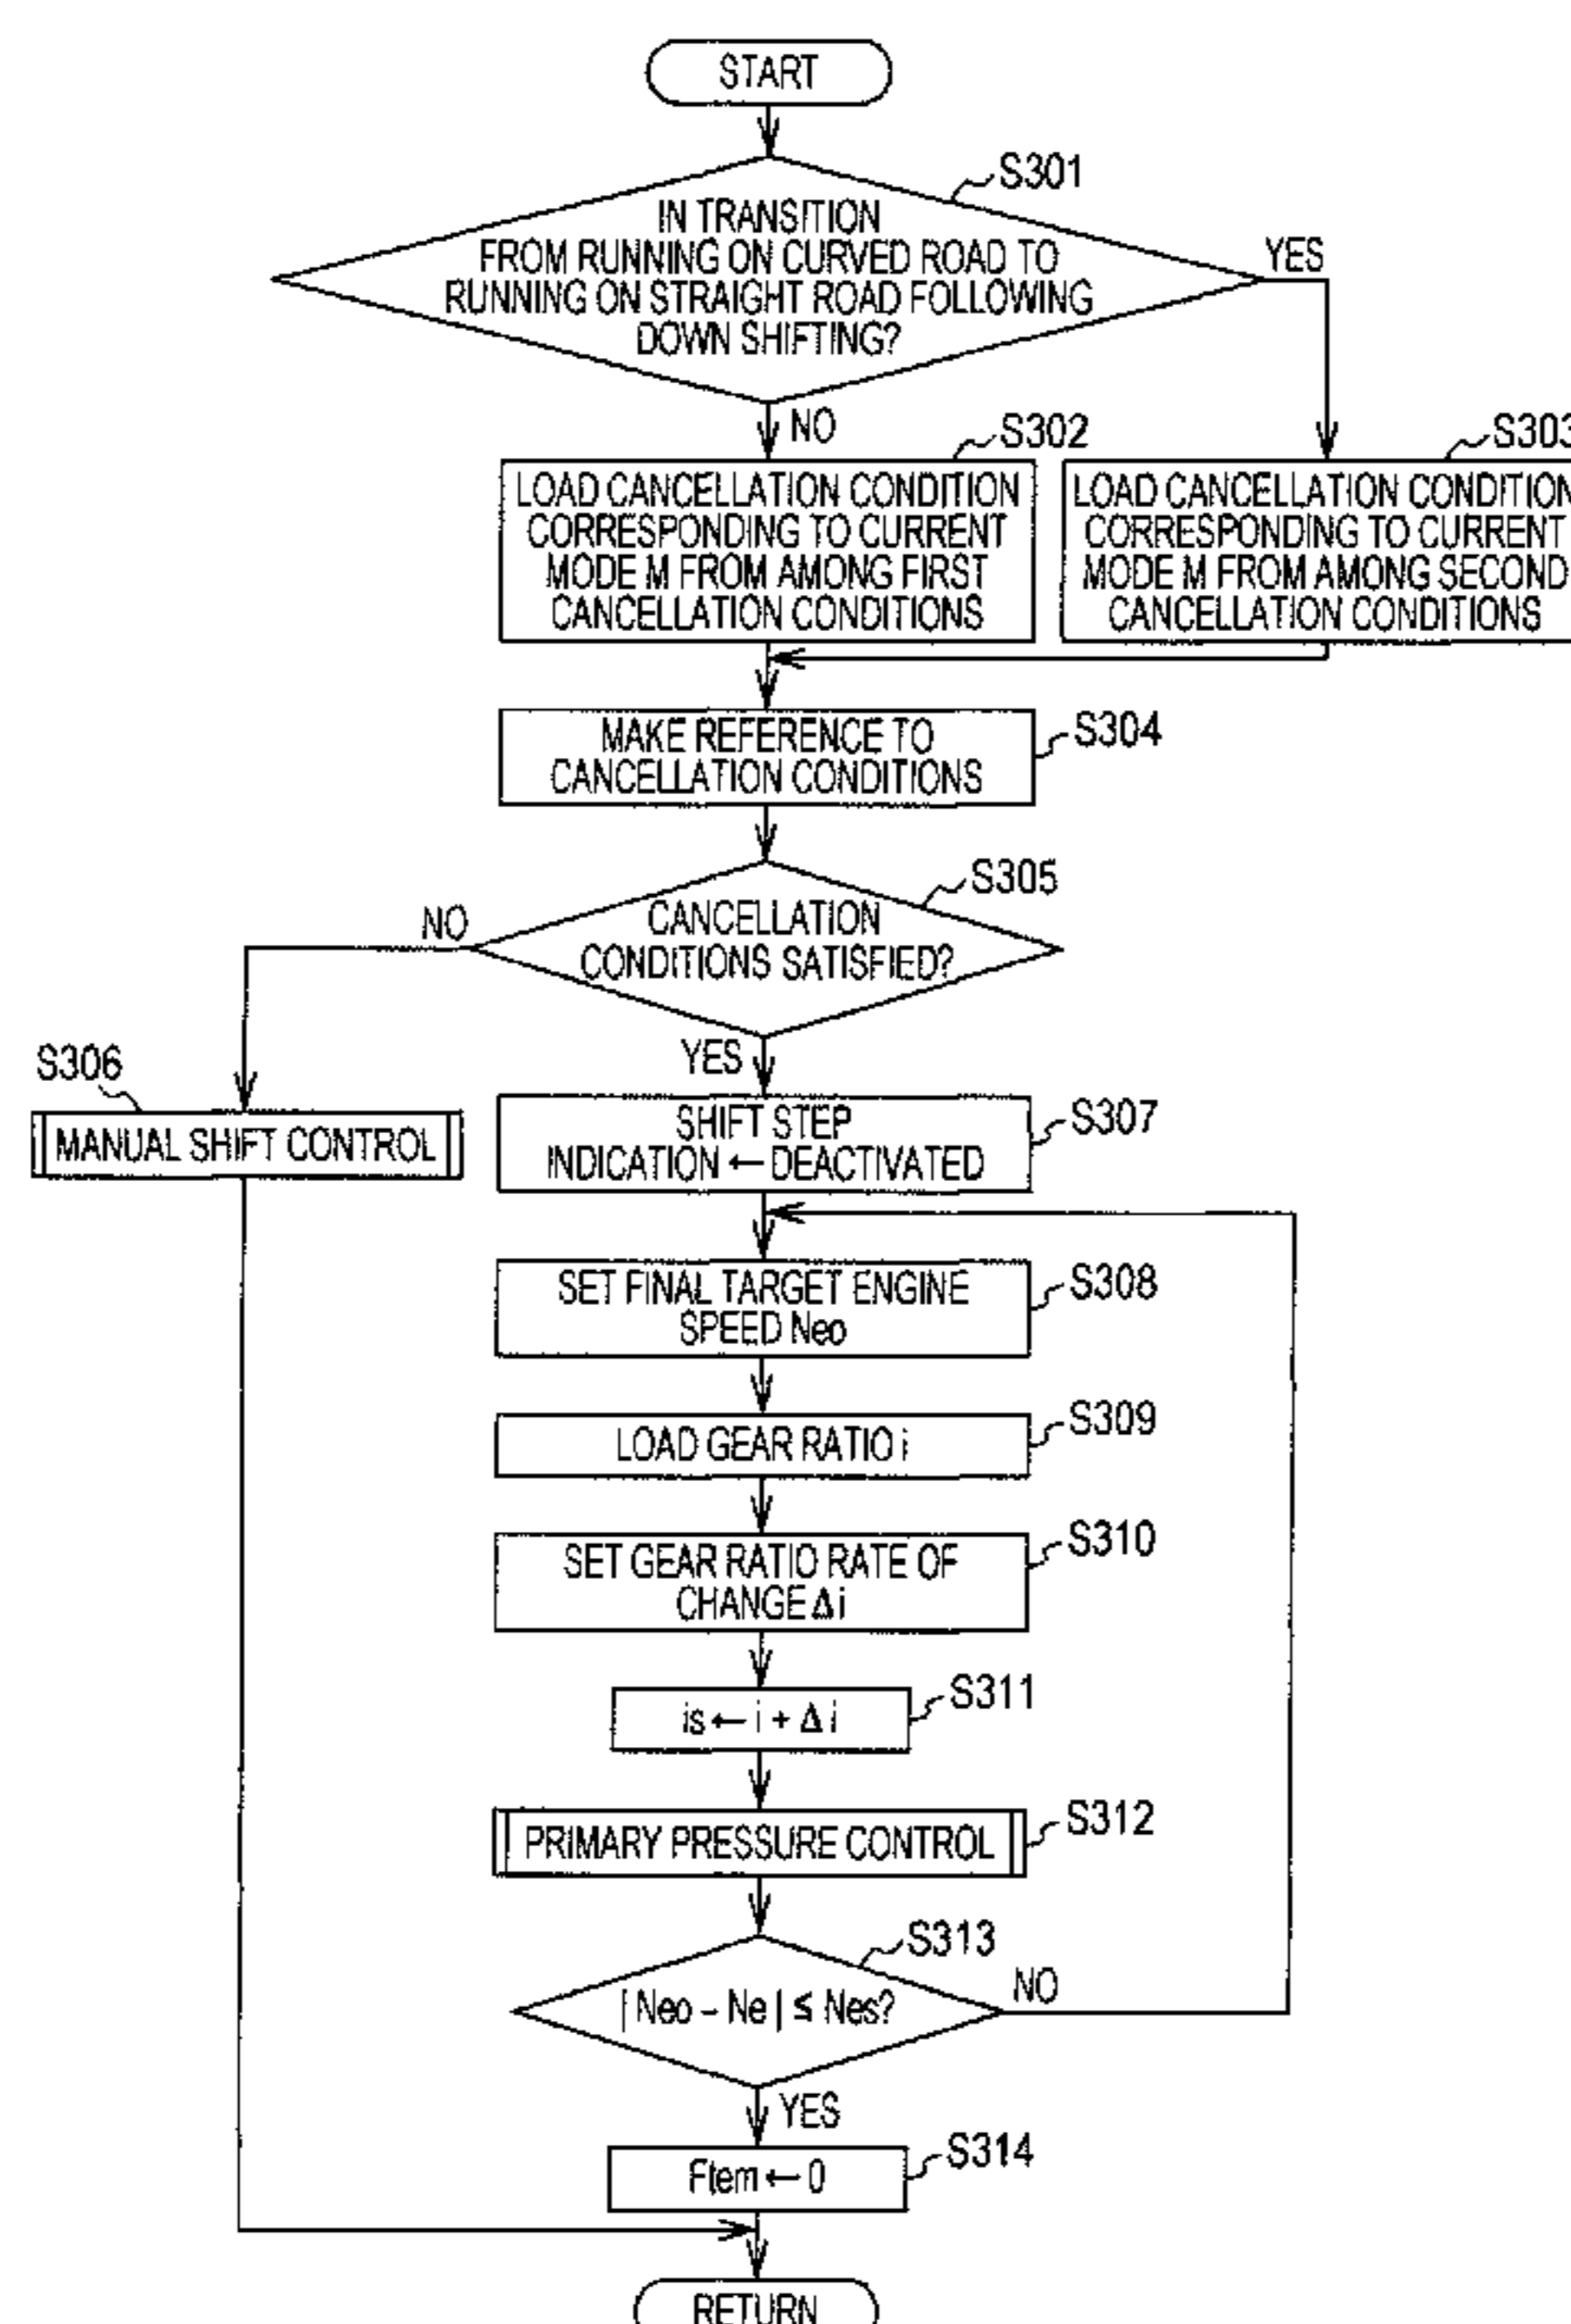 START
S301
IN TRANSITION
FROM RUNNING ON CURVED ROAD TO
RUNNING ON STRAIGHT ROAD FOLLOWING
DOWN SHIFTING?
YES
NO
S302
LOAD CANCELLATION CONDITION
CORRESPONDING TO CURRENT
MODE M FROM AMONG FIRST
CANCELLATION CONDITIONS
S303
LOAD CANCELLATION CONDITION
CORRESPONDING TO CURRENT
MODE M FROM AMONG SECOND
CANCELLATION CONDITIONS
S304
MAKE REFERENCE TO
CANCELLATION CONDITIONS
S305
CANCELLATION
CONDITIONS SATISFIED?
NO
YES
S306
MANUAL SHIFT CONTROL
S307
SHIFT STEP
INDICATION ← DEACTIVATED
S308
SET FINAL TARGET ENGINE
SPEED Neo
S309
LOAD GEAR RATIO i
S310
SET GEAR RATIO RATE OF
CHANGE Δi
S311
is ← i + Δi
S312
PRIMARY PRESSURE CONTROL
S313
| Neo – Ne | ≤ Nes?
NO
YES
S314
Ftem ← 0
RETURN